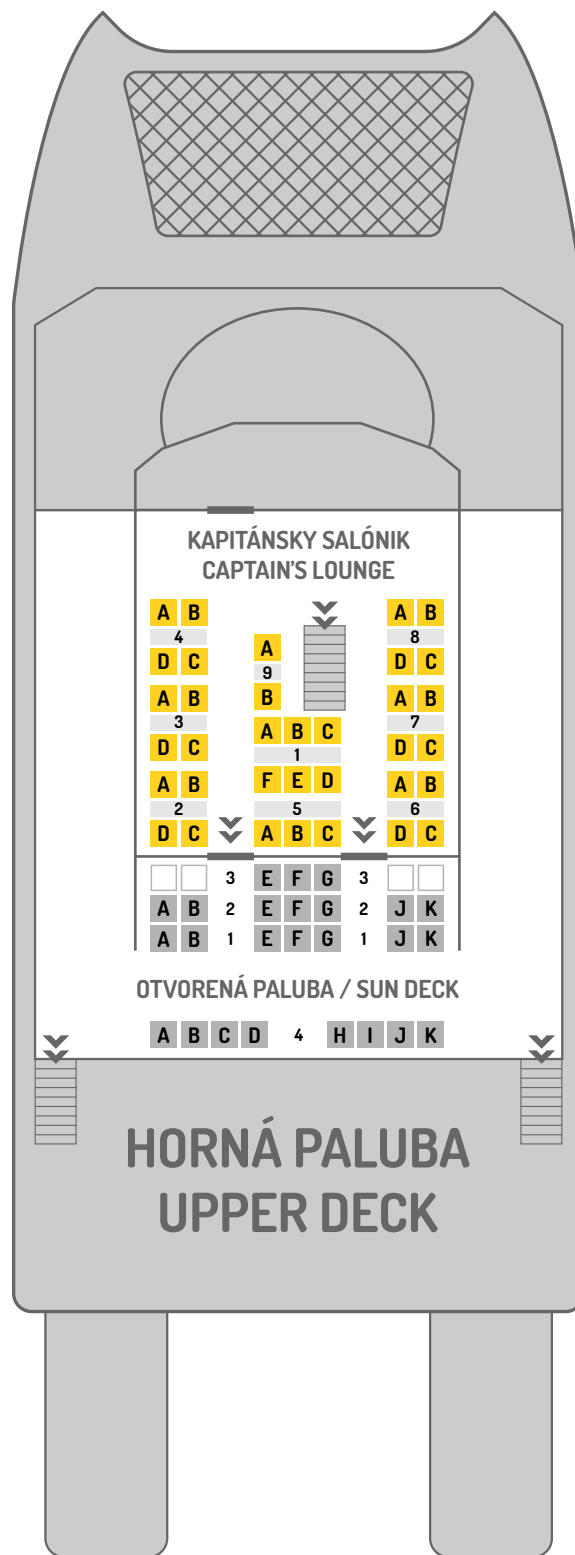 KAPITÁNSKY SALÓNIK
CAPTAIN'S LOUNGE
A B A B
4 8
D C A D C
9
A B B A B
3 A B C 7
D C 1 D C
A B F E D A B
2 5 6
D C A B C D C
3 E F G 3
A B 2 E F G 2 J K
A B 1 E F G 1 J K
OTVORENÁ PALUBA / SUN DECK
A B C D 4 H I J K
HORNÁ PALUBA
UPPER DECK